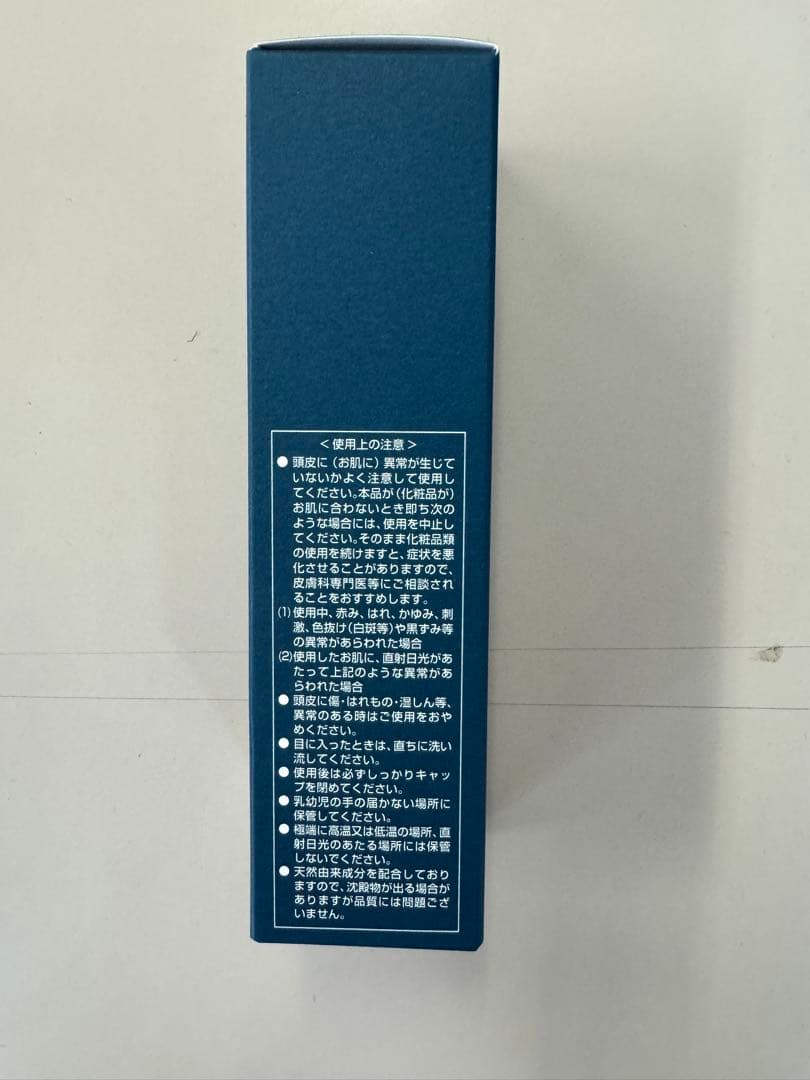 ＜使用上の注意＞
● 頭皮に（お肌に）異常が生じて
いないかよく注意して使用し
てください。本品が（化粧品が）
お肌に合わないとき即ち次の
ような場合には、使用を中止し
てください。そのまま化粧品類
の使用を続けますと、症状を悪
化させることがありますので、
皮膚科専門医等にご相談され
ることをおすすめします。
(1)使用中、赤み、はれ、かゆみ、刺
激、色抜け（白斑等）や黒ずみ等
の異常があらわれた場合
(2)使用したお肌に、直射日光があ
たって上記のような異常があ
らわれた場合
● 頭皮に傷・はれもの・湿しん等、
異常のある時はご使用をおや
めください。
● 目に入ったときは、直ちに洗い
流してください。
● 使用後は必ずしっかりキャッ
プを閉めてください。
● 乳幼児の手の届かない場所に
保管してください。
● 極端に高温又は低温の場所、直
射日光のあたる場所には保管
しないでください。
● 天然由来成分を配合しており
ますので、沈殿物が出る場合が
ありますが品質には問題ござ
いません。